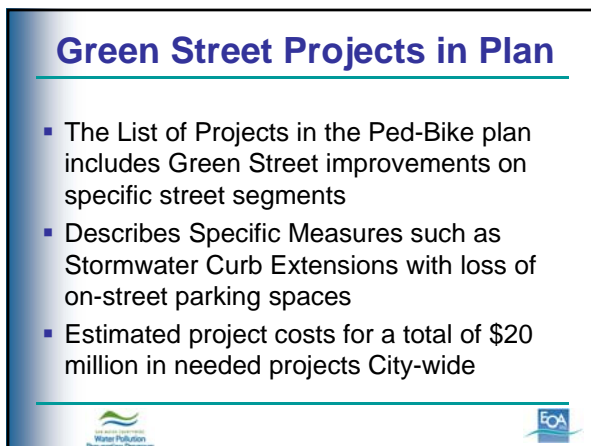 Green Street Projects in Plan
▪ The List of Projects in the Ped-Bike plan
includes Green Street improvements on
specific street segments
▪ Describes Specific Measures such as
Stormwater Curb Extensions with loss of
on-street parking spaces
▪ Estimated project costs for a total of $20
million in needed projects City-wide
Water Pollution
EOA